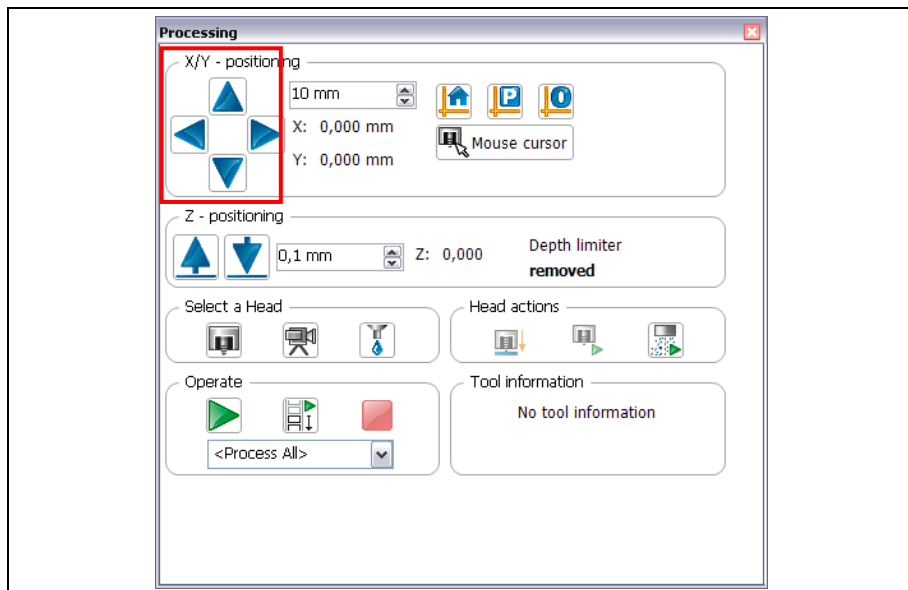 Processing
X/Y - positioning
10 mm
X: 0,000 mm
Mouse cursor
Y: 0,000 mm
Z - positioning
0,1 mm
Z: 0,000
Depth limiter
removed
Select a Head
Head actions
Operate
Tool information
No tool information
<Process All>